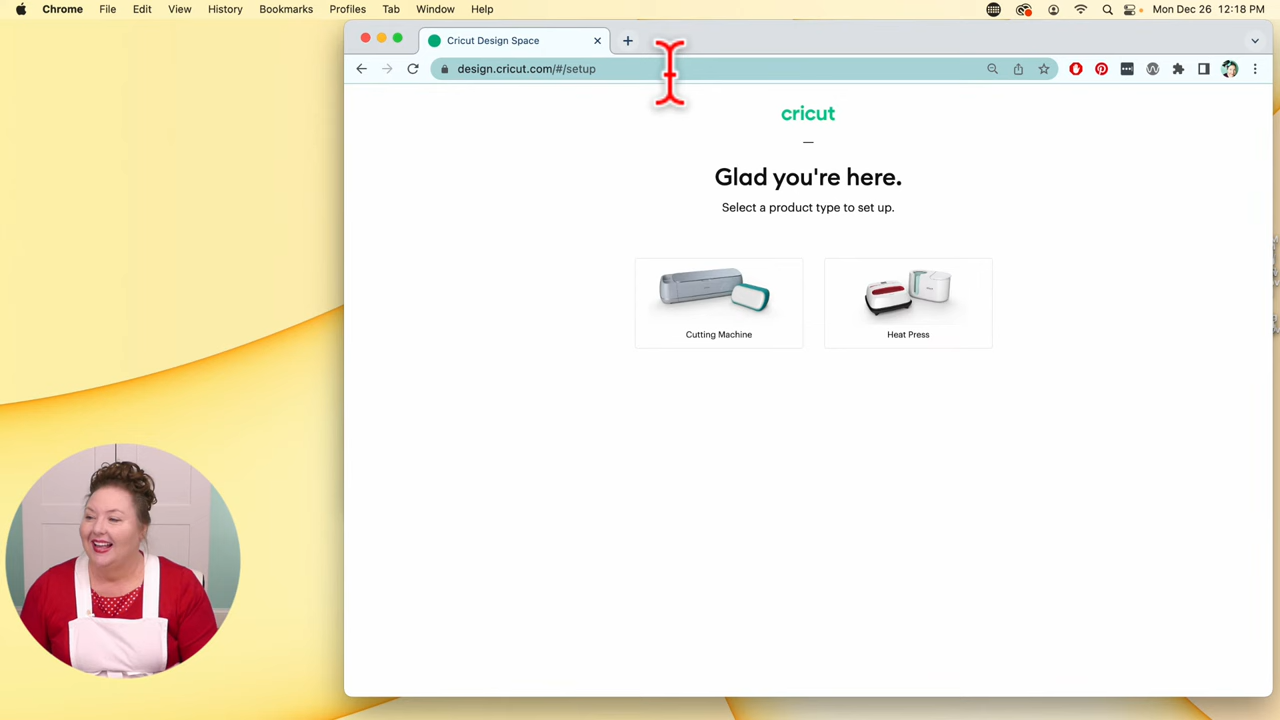 Chrome File Edit View History Bookmarks Profiles Tab Window Help Mon Dec 26 12:18 PM
Cricut Design Space
design.cricut.com/#/setup
cricut
Glad you're here.
Select a product type to set up.
Cutting Machine Heat Press